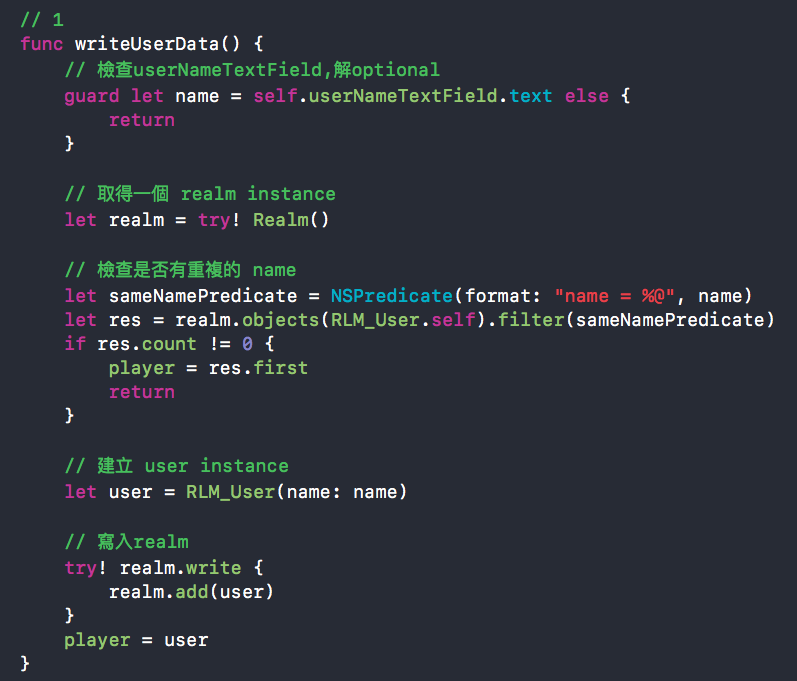 // 1
func writeUserData() {
    // 檢查userNameTextField,解optional
    guard let name = self.userNameTextField.text else {
        return
    }

    // 取得一個 realm instance
    let realm = try! Realm()

    // 檢查是否有重複的 name
    let sameNamePredicate = NSPredicate(format: "name = %@", name)
    let res = realm.objects(RLM_User.self).filter(sameNamePredicate)
    if res.count != 0 {
        player = res.first
        return
    }

    // 建立 user instance
    let user = RLM_User(name: name)

    // 寫入realm
    try! realm.write {
        realm.add(user)
    }
    player = user
}